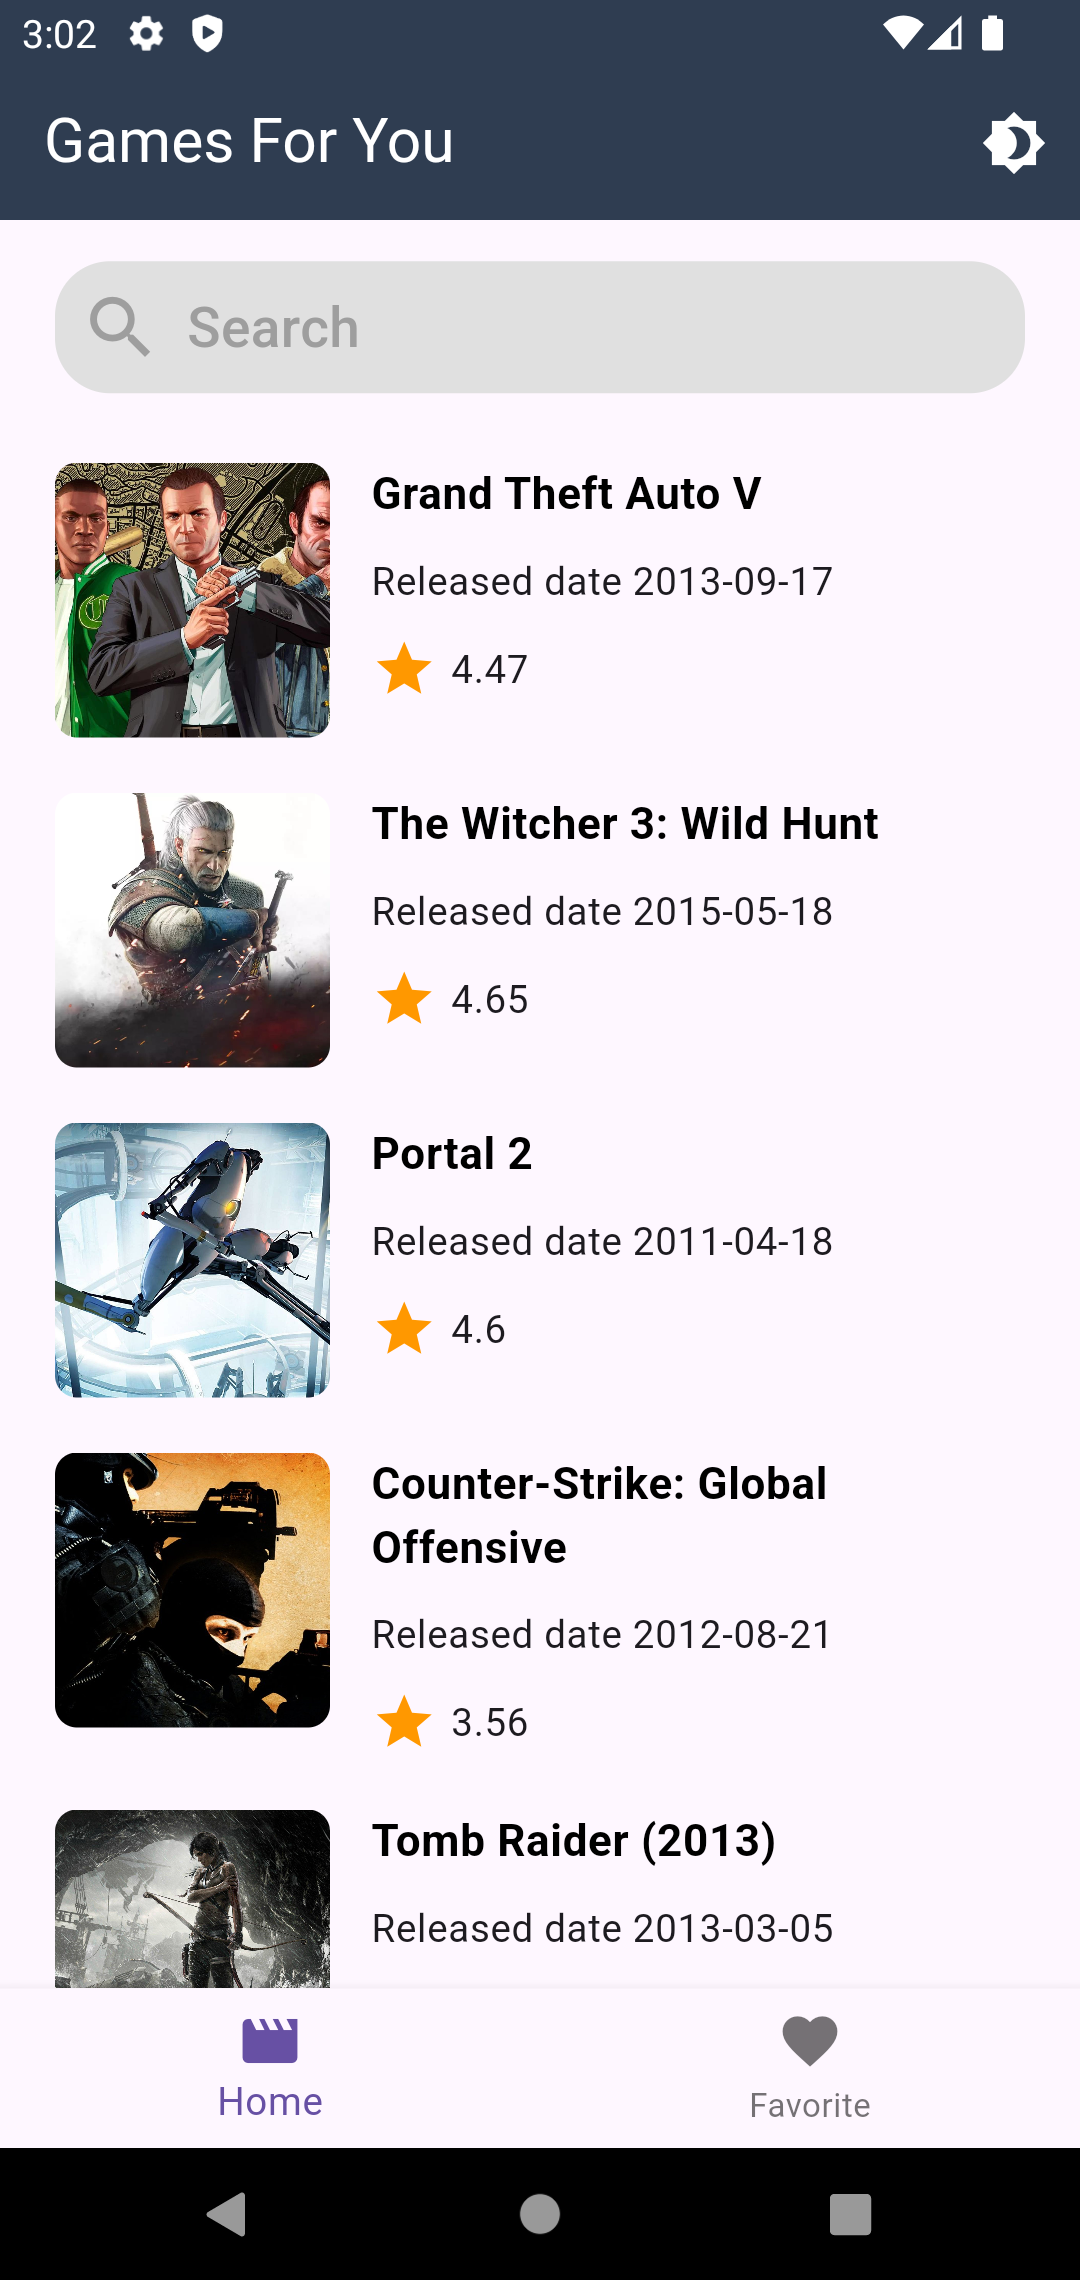 3:02
Games For You
Search
Grand Theft Auto V
Released date 2013-09-17
4.47
The Witcher 3: Wild Hunt
Released date 2015-05-18
4.65
Portal 2
Released date 2011-04-18
4.6
Counter-Strike: Global
Offensive
Released date 2012-08-21
3.56
Tomb Raider (2013)
Released date 2013-03-05
Home
Favorite